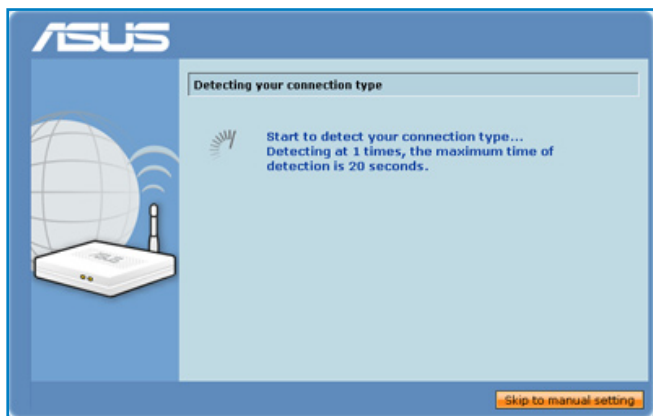 ASUS
Detecting your connection type
Start to detect your connection type...
Detecting at 1 times, the maximum time of
detection is 20 seconds.
ASUS
Skip to manual setting